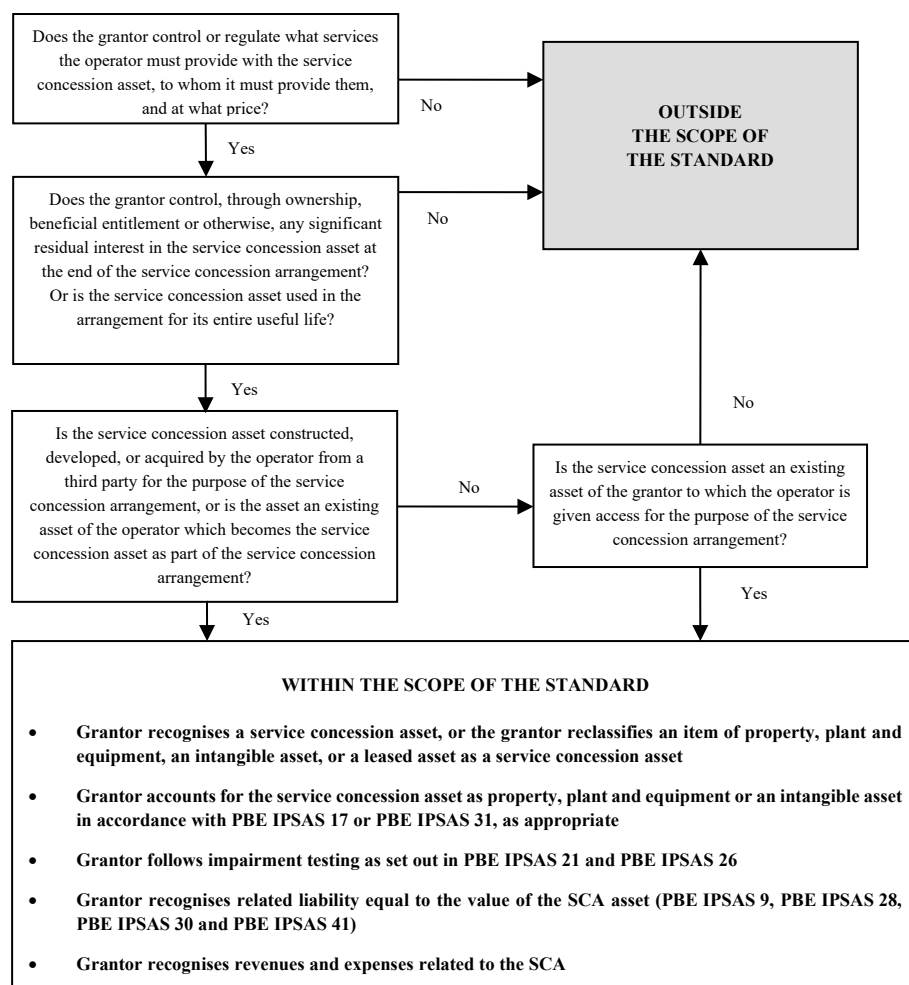 Does the grantor control or regulate what services
the operator must provide with the service
concession asset, to whom it must provide them,
and at what price?
No
OUTSIDE
THE SCOPE OF
THE STANDARD
Yes
Does the grantor control, through ownership,
beneficial entitlement or otherwise, any significant
residual interest in the service concession asset at
the end of the service concession arrangement?
Or is the service concession asset used in the
arrangement for its entire useful life?
No
Yes
No
Is the service concession asset constructed,
developed, or acquired by the operator from a
third party for the purpose of the service
concession arrangement, or is the asset an existing
asset of the operator which becomes the service
concession asset as part of the service concession
arrangement?
No
Is the service concession asset an existing
asset of the grantor to which the operator is
given access for the purpose of the service
concession arrangement?
Yes
Yes
WITHIN THE SCOPE OF THE STANDARD
• Grantor recognises a service concession asset, or the grantor reclassifies an item of property, plant and
equipment, an intangible asset, or a leased asset as a service concession asset
• Grantor accounts for the service concession asset as property, plant and equipment or an intangible asset
in accordance with PBE IPSAS 17 or PBE IPSAS 31, as appropriate
• Grantor follows impairment testing as set out in PBE IPSAS 21 and PBE IPSAS 26
• Grantor recognises related liability equal to the value of the SCA asset (PBE IPSAS 9, PBE IPSAS 28,
PBE IPSAS 30 and PBE IPSAS 41)
• Grantor recognises revenues and expenses related to the SCA